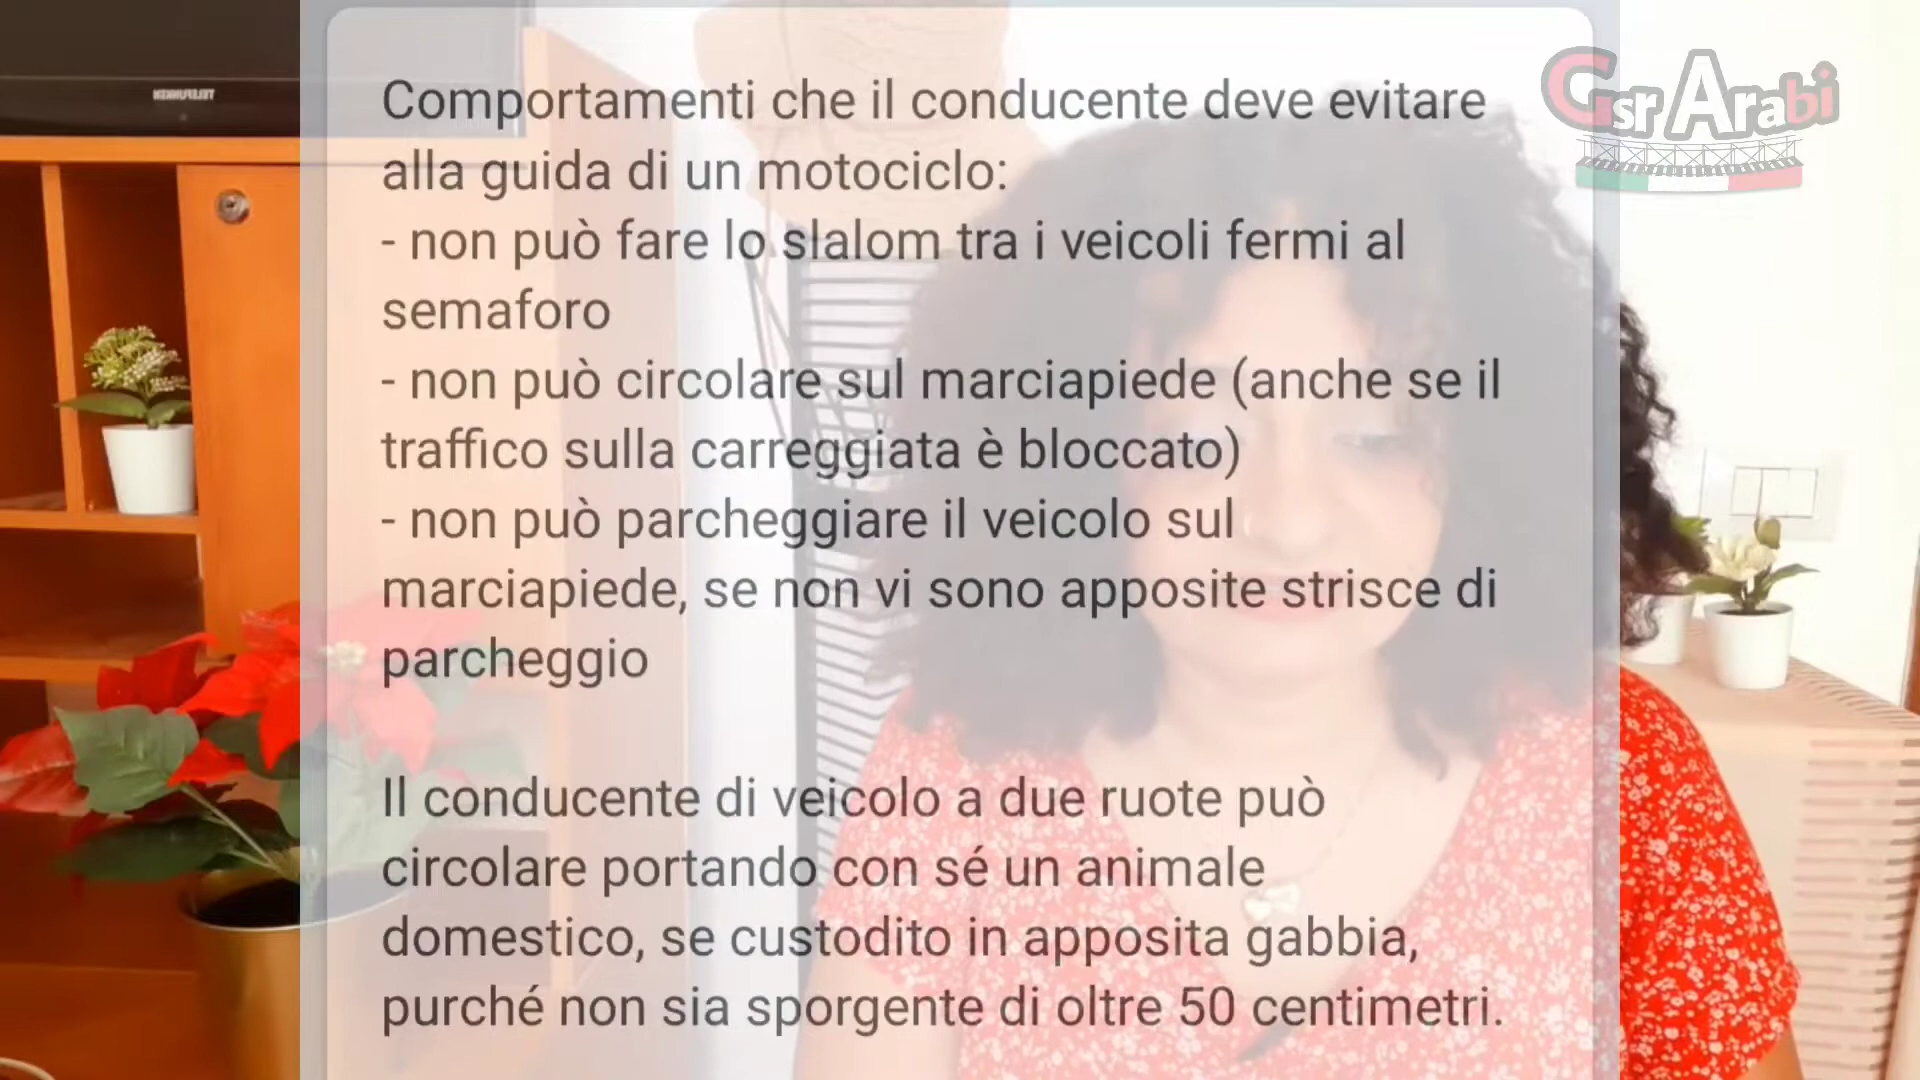 Comportamenti che il conducente deve evitare
alla guida di un motociclo:
- non può fare lo slalom tra i veicoli fermi al
semaforo
- non può circolare sul marciapiede (anche se il
traffico sulla carreggiata è bloccato)
- non può parcheggiare il veicolo sul
marciapiede, se non vi sono apposite strisce di
parcheggio
Il conducente di veicolo a due ruote può
circolare portando con sé un animale
domestico, se custodito in apposita gabbia,
purché non sia sporgente di oltre 50 centimetri.
Gsr Arabi
TELEFUNKEN